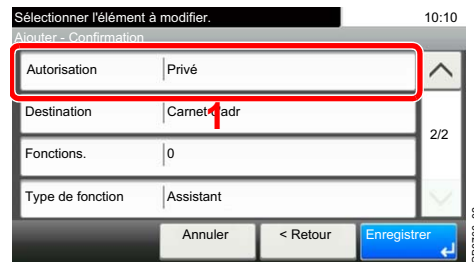 Sélectionner l'élément à modifier. 10:10
Ajouter - Confirmation
Autorisation Privé
Destination Carnet d'adr
1
2/2
Fonctions. 0
Type de fonction Assistant
Annuler < Retour Enregistrer